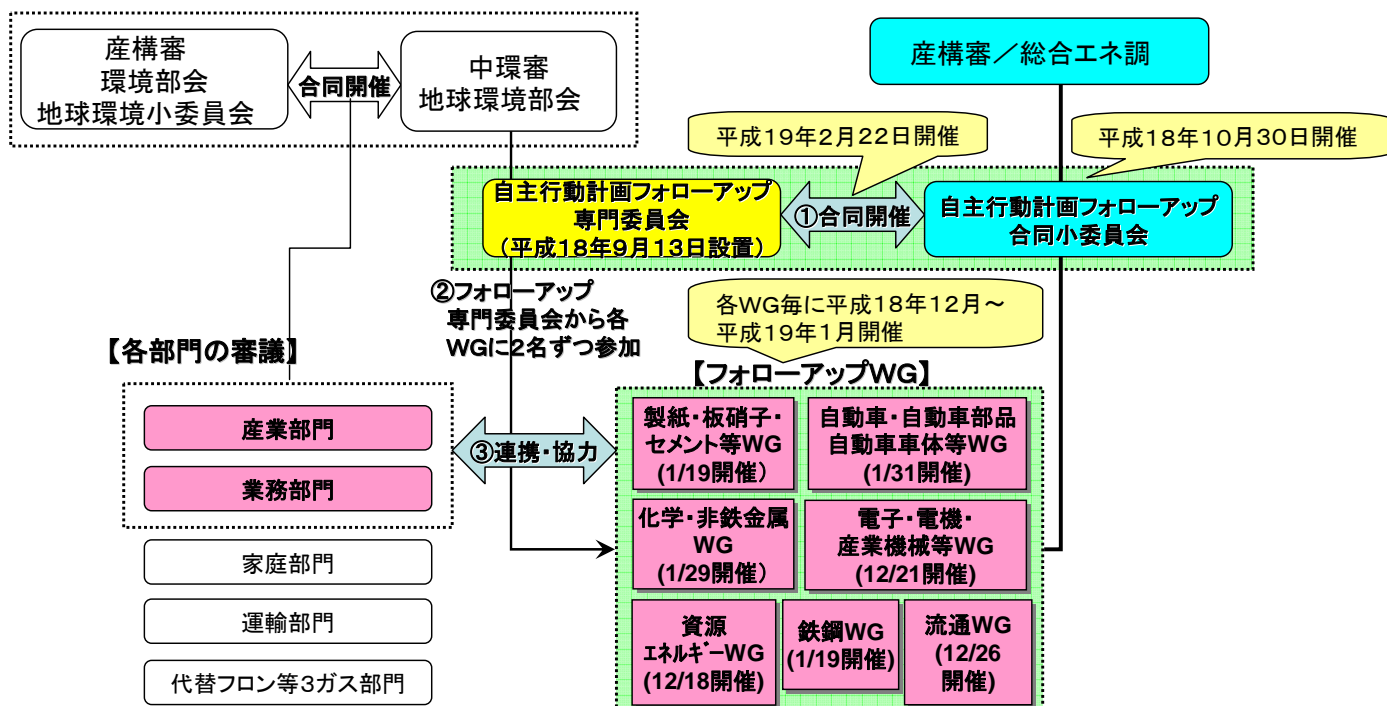 産構審
環境部会
地球環境小委員会
合同開催
中環審
地球環境部会
産構審／総合エネ調
平成19年2月22日開催
平成18年10月30日開催
自主行動計画フォローアップ
専門委員会
（平成18年9月13日設置）
①合同開催
自主行動計画フォローアップ
合同小委員会
②フォローアップ
専門委員会から各
WGに2名ずつ参加
各WG毎に平成18年12月～
平成19年1月開催
【各部門の審議】
産業部門
業務部門
家庭部門
運輸部門
代替フロン等3ガス部門
③連携・協力
【フォローアップWG】
製紙・板硝子・
セメント等WG
(1/19開催）
自動車・自動車部品
自動車車体等WG
(1/31開催)
化学・非鉄金属
WG
(1/29開催）
電子・電機・
産業機械等WG
(12/21開催)
資源
エネルギーWG
(12/18開催)
鉄鋼WG
(1/19開催)
流通WG
(12/26
開催)